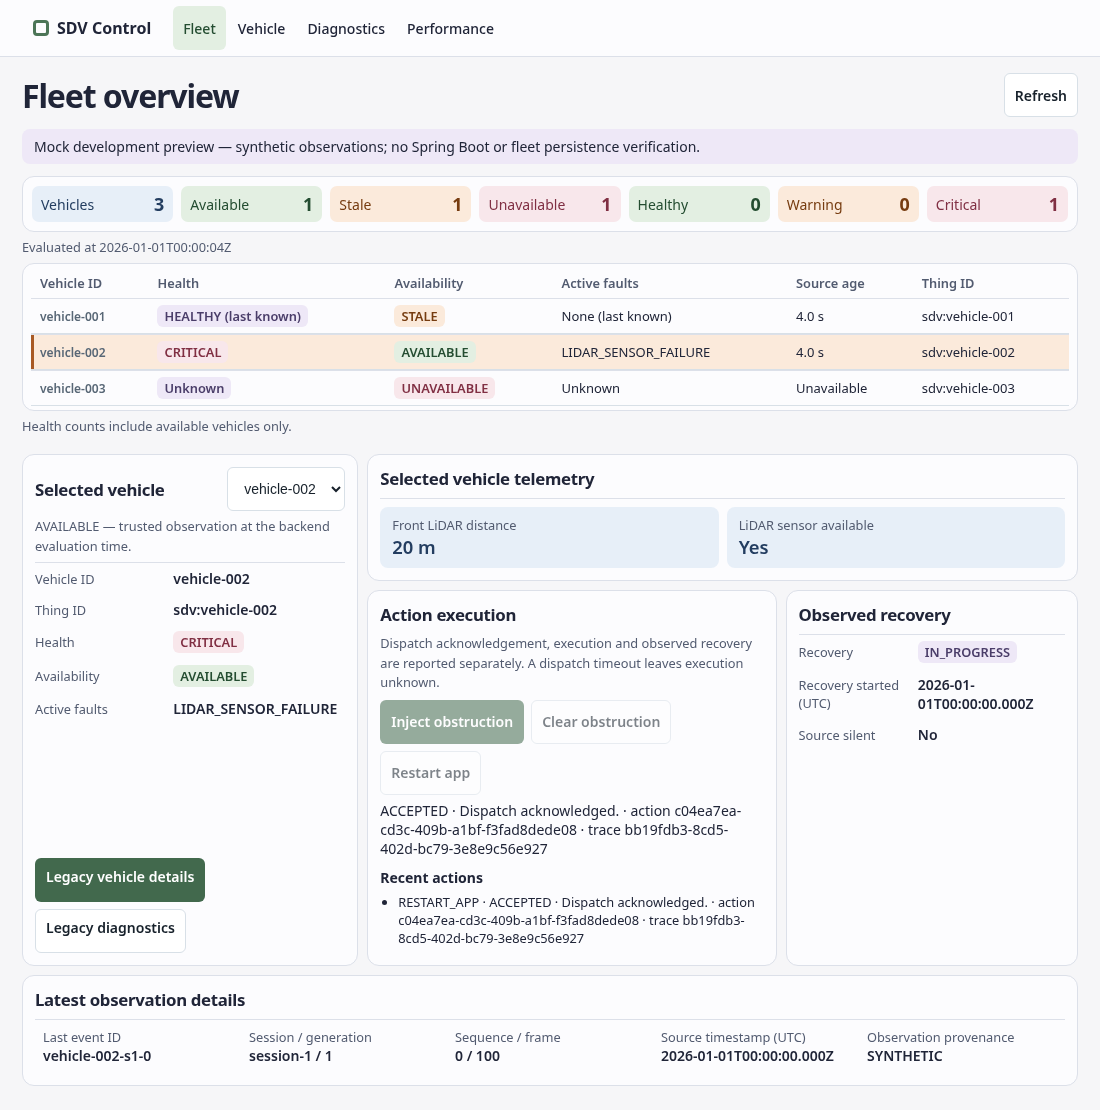 SDV Control
Fleet
Vehicle
Diagnostics
Performance
Fleet overview
Refresh
Mock development preview — synthetic observations; no Spring Boot or fleet persistence verification.
Vehicles 3
Available 1
Stale 1
Unavailable 1
Healthy 0
Warning 0
Critical 1
Evaluated at 2026-01-01T00:00:04Z
Vehicle ID Health Availability Active faults Source age Thing ID
vehicle-001 HEALTHY (last known) STALE None (last known) 4.0 s sdv:vehicle-001
vehicle-002 CRITICAL AVAILABLE LIDAR_SENSOR_FAILURE 4.0 s sdv:vehicle-002
vehicle-003 Unknown UNAVAILABLE Unknown Unavailable sdv:vehicle-003
Health counts include available vehicles only.
Selected vehicle
vehicle-002
AVAILABLE — trusted observation at the backend
evaluation time.
Vehicle ID vehicle-002
Thing ID sdv:vehicle-002
Health CRITICAL
Availability AVAILABLE
Active faults LIDAR_SENSOR_FAILURE
Legacy vehicle details
Legacy diagnostics
Selected vehicle telemetry
Front LiDAR distance
20 m
LiDAR sensor available
Yes
Action execution
Dispatch acknowledgement, execution and observed recovery
are reported separately. A dispatch timeout leaves execution
unknown.
Inject obstruction
Clear obstruction
Restart app
ACCEPTED · Dispatch acknowledged. · action c04ea7ea-
cd3c-409b-a1bf-f3fad8dede08 · trace bb19fdb3-8cd5-
402d-bc79-3e8e9c56e927
Recent actions
• RESTART_APP · ACCEPTED · Dispatch acknowledged. · action
c04ea7ea-cd3c-409b-a1bf-f3fad8dede08 · trace bb19fdb3-
8cd5-402d-bc79-3e8e9c56e927
Observed recovery
Recovery IN_PROGRESS
Recovery started 2026-01-
(UTC) 01T00:00:00.000Z
Source silent No
Latest observation details
Last event ID
vehicle-002-s1-0
Session / generation
session-1 / 1
Sequence / frame
0 / 100
Source timestamp (UTC)
2026-01-01T00:00:00.000Z
Observation provenance
SYNTHETIC